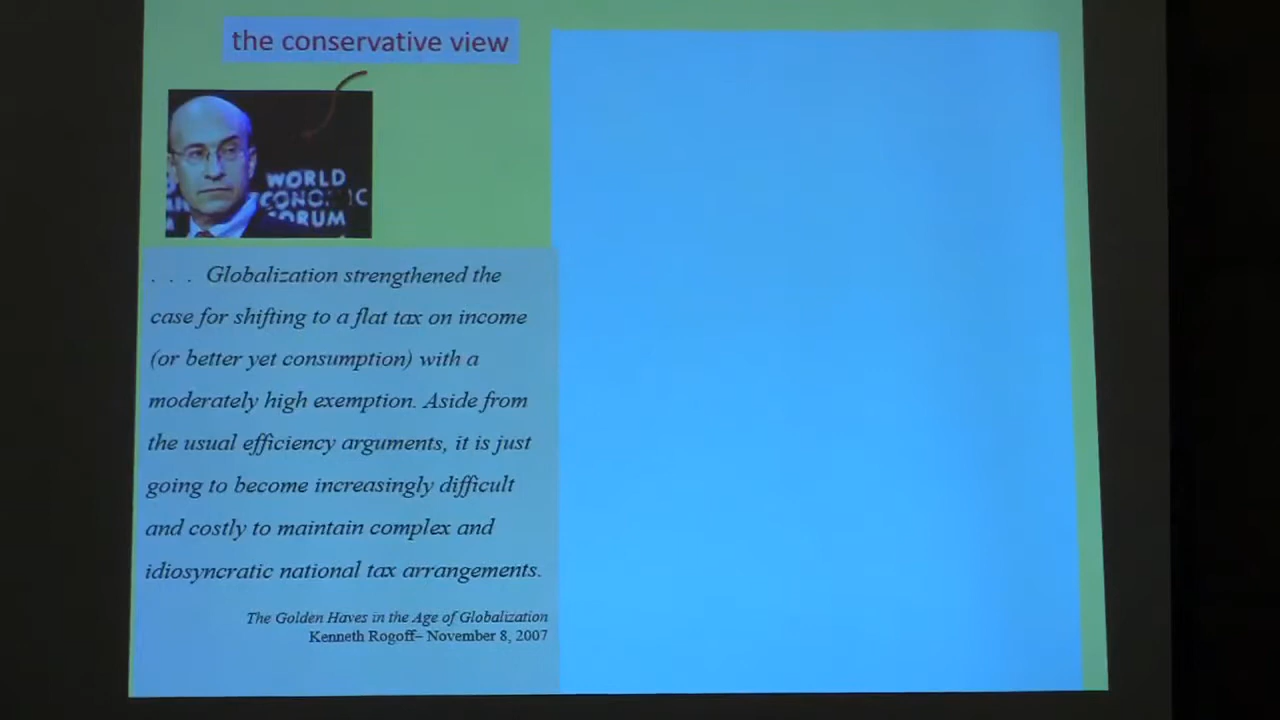 the conservative view
WORLD
ECONOMIC
FORUM
. . . Globalization strengthened the
case for shifting to a flat tax on income
(or better yet consumption) with a
moderately high exemption. Aside from
the usual efficiency arguments, it is just
going to become increasingly difficult
and costly to maintain complex and
idiosyncratic national tax arrangements.
The Golden Haves in the Age of Globalization
Kenneth Rogoff– November 8, 2007